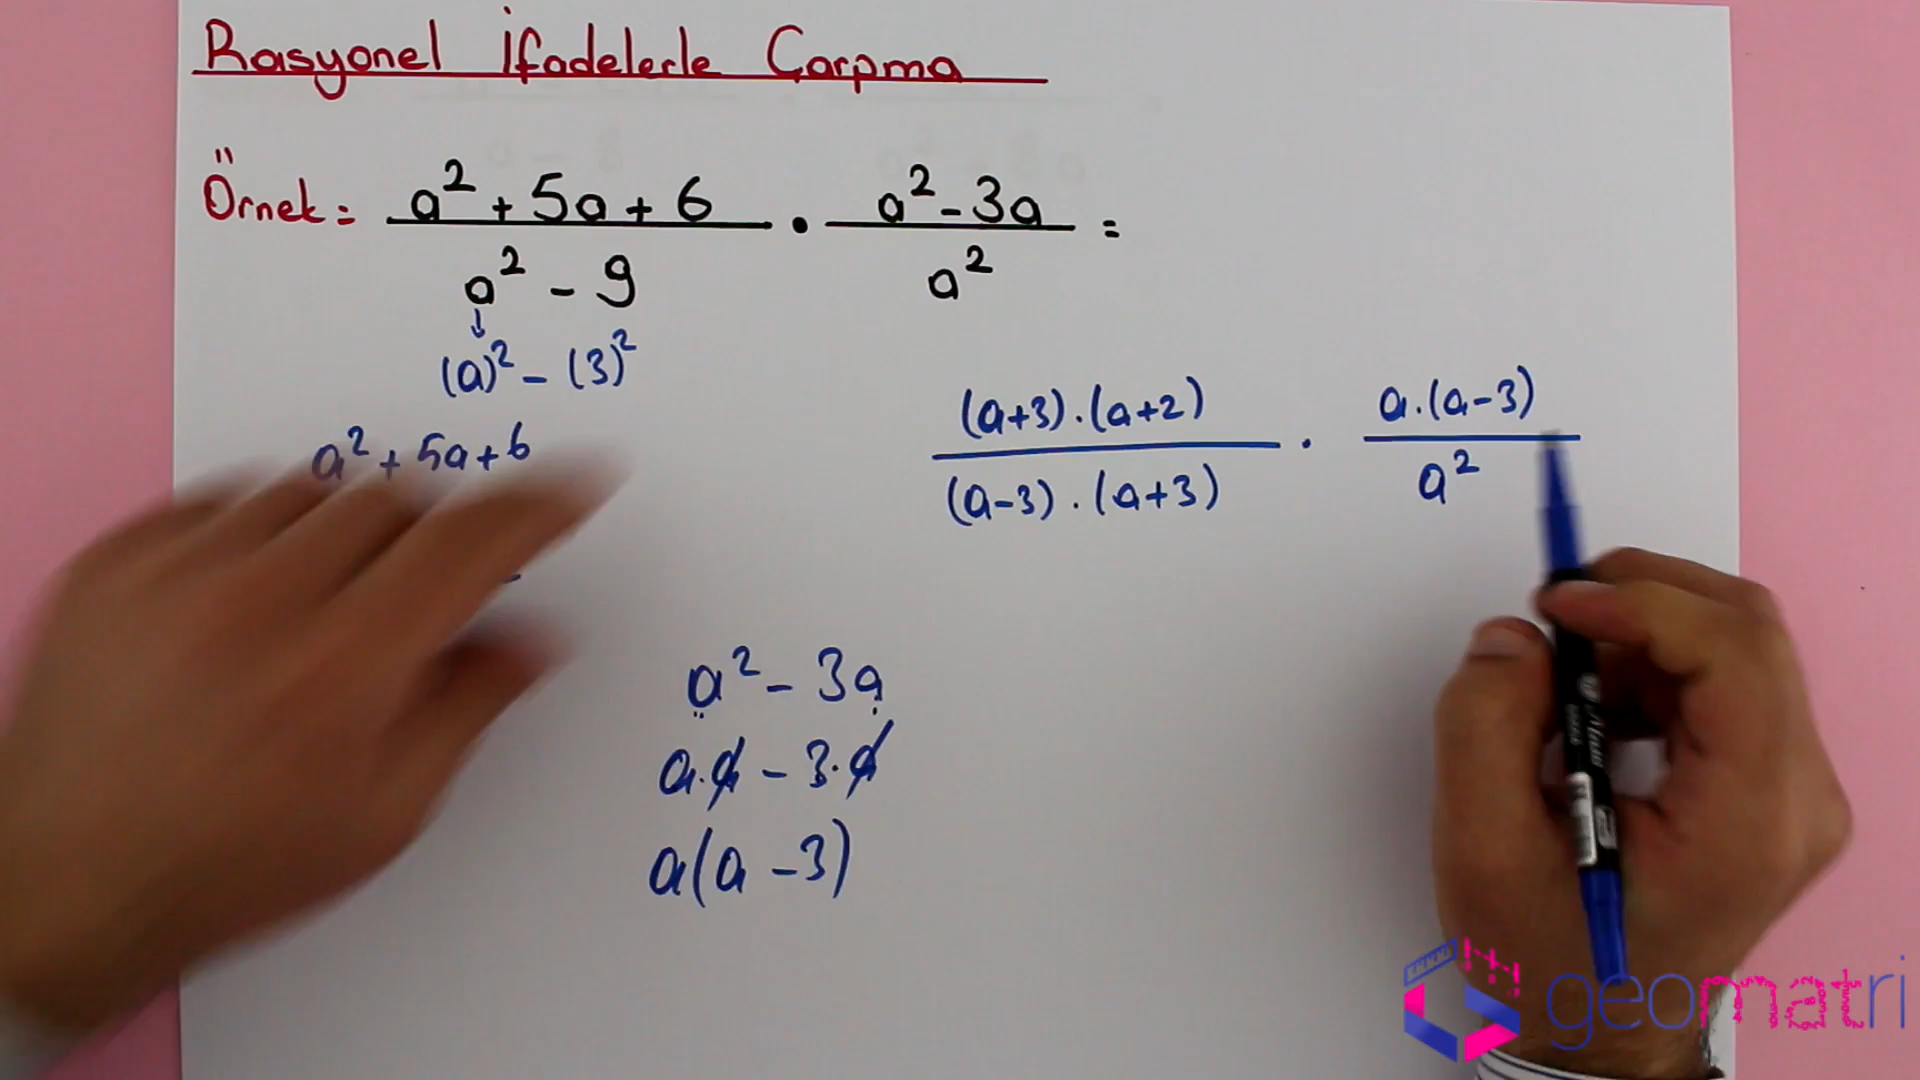 Rasyonel İfadelerle Çarpma
Örnek = a² + 5a + 6 / a² - 9 · a² - 3a / a² =
(a)² - (3)²
a² + 5a + 6
(a+3).(a+2) / (a-3).(a+3) · a.(a-3) / a²
a² - 3a
a.a - 3.a
a(a - 3)
geomatri